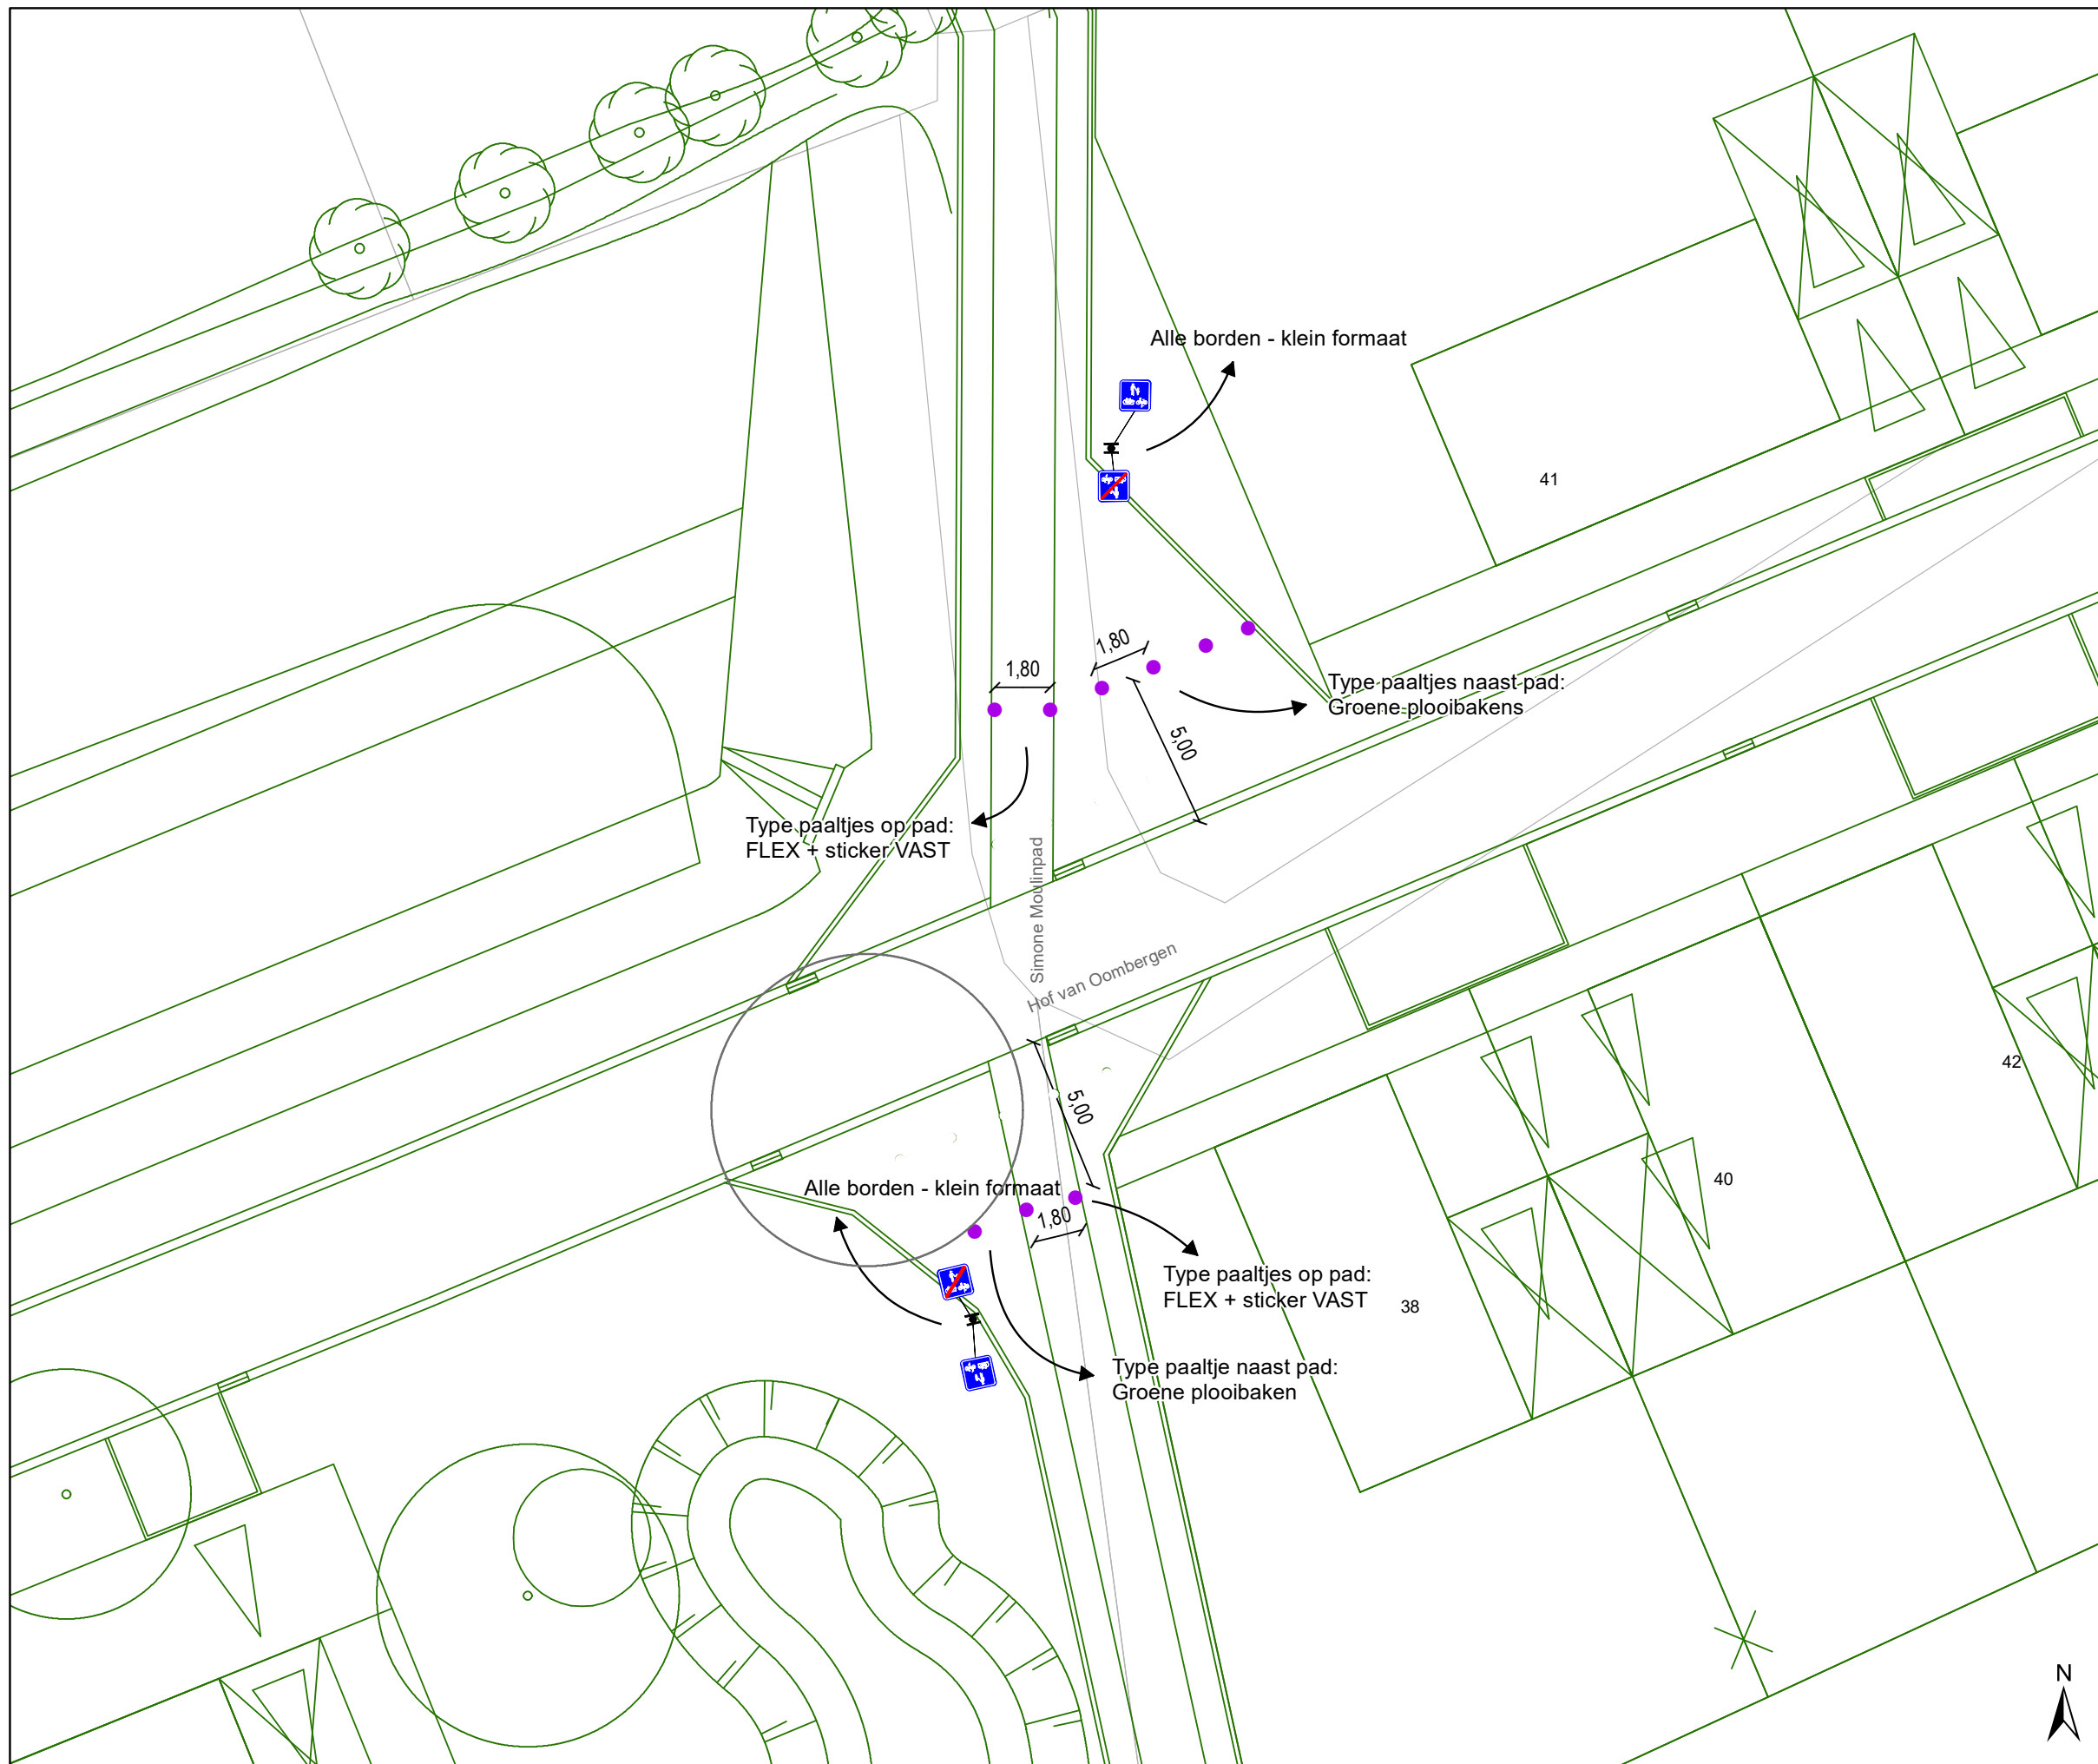 Alle borden - klein formaat
41
1,80
1,80
Type paaltjes naast pad:
Groene plooibakens
5,00
Type paaltjes op pad:
FLEX + sticker VAST
Simone Moulinpad
Hof van Oombergen
5,00
42
Alle borden - klein formaat
40
1,80
Type paaltjes op pad:
FLEX + sticker VAST
38
Type paaltje naast pad:
Groene plooibaken
N